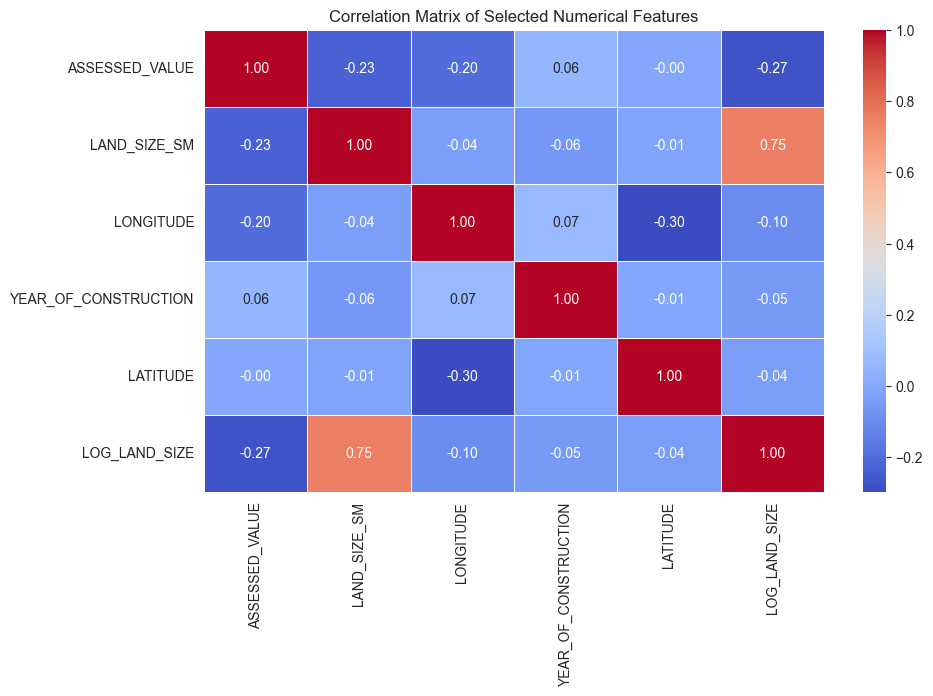 Correlation Matrix of Selected Numerical Features
ASSESSED_VALUE 1.00 -0.23 -0.20 0.06 -0.00 -0.27
LAND_SIZE_SM -0.23 1.00 -0.04 -0.06 -0.01 0.75
LONGITUDE -0.20 -0.04 1.00 0.07 -0.30 -0.10
YEAR_OF_CONSTRUCTION 0.06 -0.06 0.07 1.00 -0.01 -0.05
LATITUDE -0.00 -0.01 -0.30 -0.01 1.00 -0.04
LOG_LAND_SIZE -0.27 0.75 -0.10 -0.05 -0.04 1.00
ASSESSED_VALUE
LAND_SIZE_SM
LONGITUDE
YEAR_OF_CONSTRUCTION
LATITUDE
LOG_LAND_SIZE
1.0
0.8
0.6
0.4
0.2
0.0
−0.2